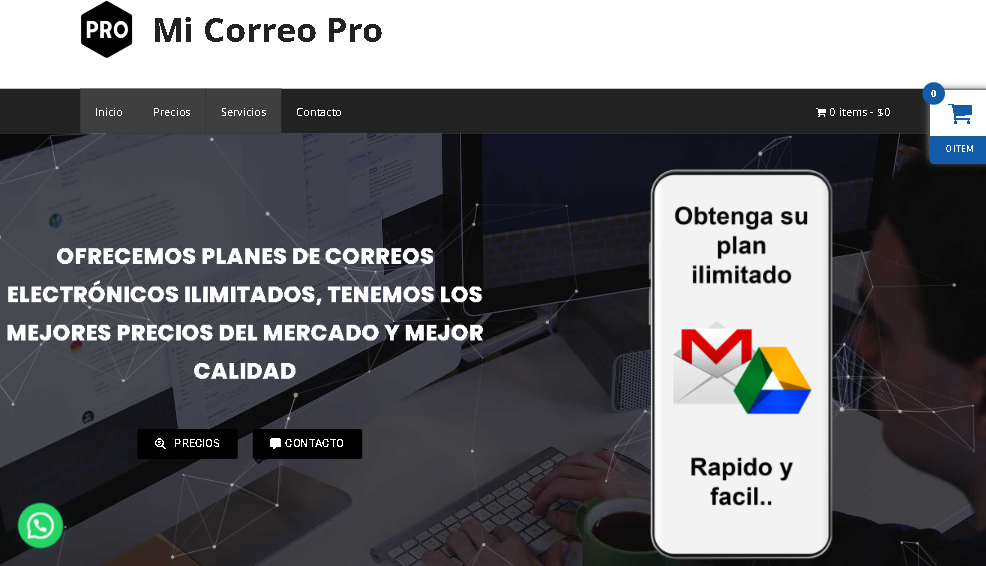 PRO
Mi Correo Pro
Inicio
Precios
Servicios
Contacto
0 items - $0
0
0 ITEM
OFRECEMOS PLANES DE CORREOS
ELECTRÓNICOS ILIMITADOS, TENEMOS LOS
MEJORES PRECIOS DEL MERCADO Y MEJOR
CALIDAD
PRECIOS
CONTACTO
Obtenga su
plan
ilimitado
Rapido y
facil..